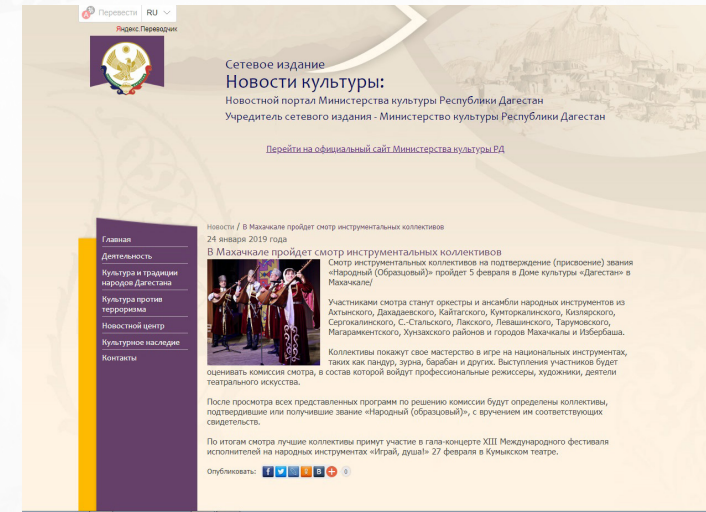 Перевести RU
Яндекс.Переводчик
Сетевое издание
Новости культуры:
Новостной портал Министерства культуры Республики Дагестан
Учредитель сетевого издания - Министерство культуры Республики Дагестан
Перейти на официальный сайт Министерства культуры РД
Главная
Деятельность
Культура и традиции
народов Дагестана
Культура против
терроризма
Новостной центр
Культурное наследие
Контакты
Новости / В Махачкале пройдет смотр инструментальных коллективов
24 января 2019 года
В Махачкале пройдет смотр инструментальных коллективов
Смотр инструментальных коллективов на подтверждение (присвоение) звания
«Народный (Образцовый)» пройдет 5 февраля в Доме культуры «Дагестан» в
Махачкале/
Участниками смотра станут оркестры и ансамбли народных инструментов из
Ахтынского, Дахадаевского, Кайтагского, Кумторкалинского, Кизлярского,
Сергокалинского, С.-Стальского, Лакского, Левашинского, Тарумовского,
Магарамкентского, Хунзахского районов и городов Махачкалы и Избербаша.
Коллективы покажут свое мастерство в игре на национальных инструментах,
таких как пандур, зурна, барабан и других. Выступления участников будет
оценивать комиссия смотра, в состав которой войдут профессиональные режиссеры, художники, деятели
театрального искусства.
После просмотра всех представленных программ по решению комиссии будут определены коллективы,
подтвердившие или получившие звание «Народный (образцовый)», с вручением им соответствующих
свидетельств.
По итогам смотра лучшие коллективы примут участие в гала-концерте XIII Международного фестиваля
исполнителей на народных инструментах «Играй, душа!» 27 февраля в Кумыкском театре.
Опубликовать: 0